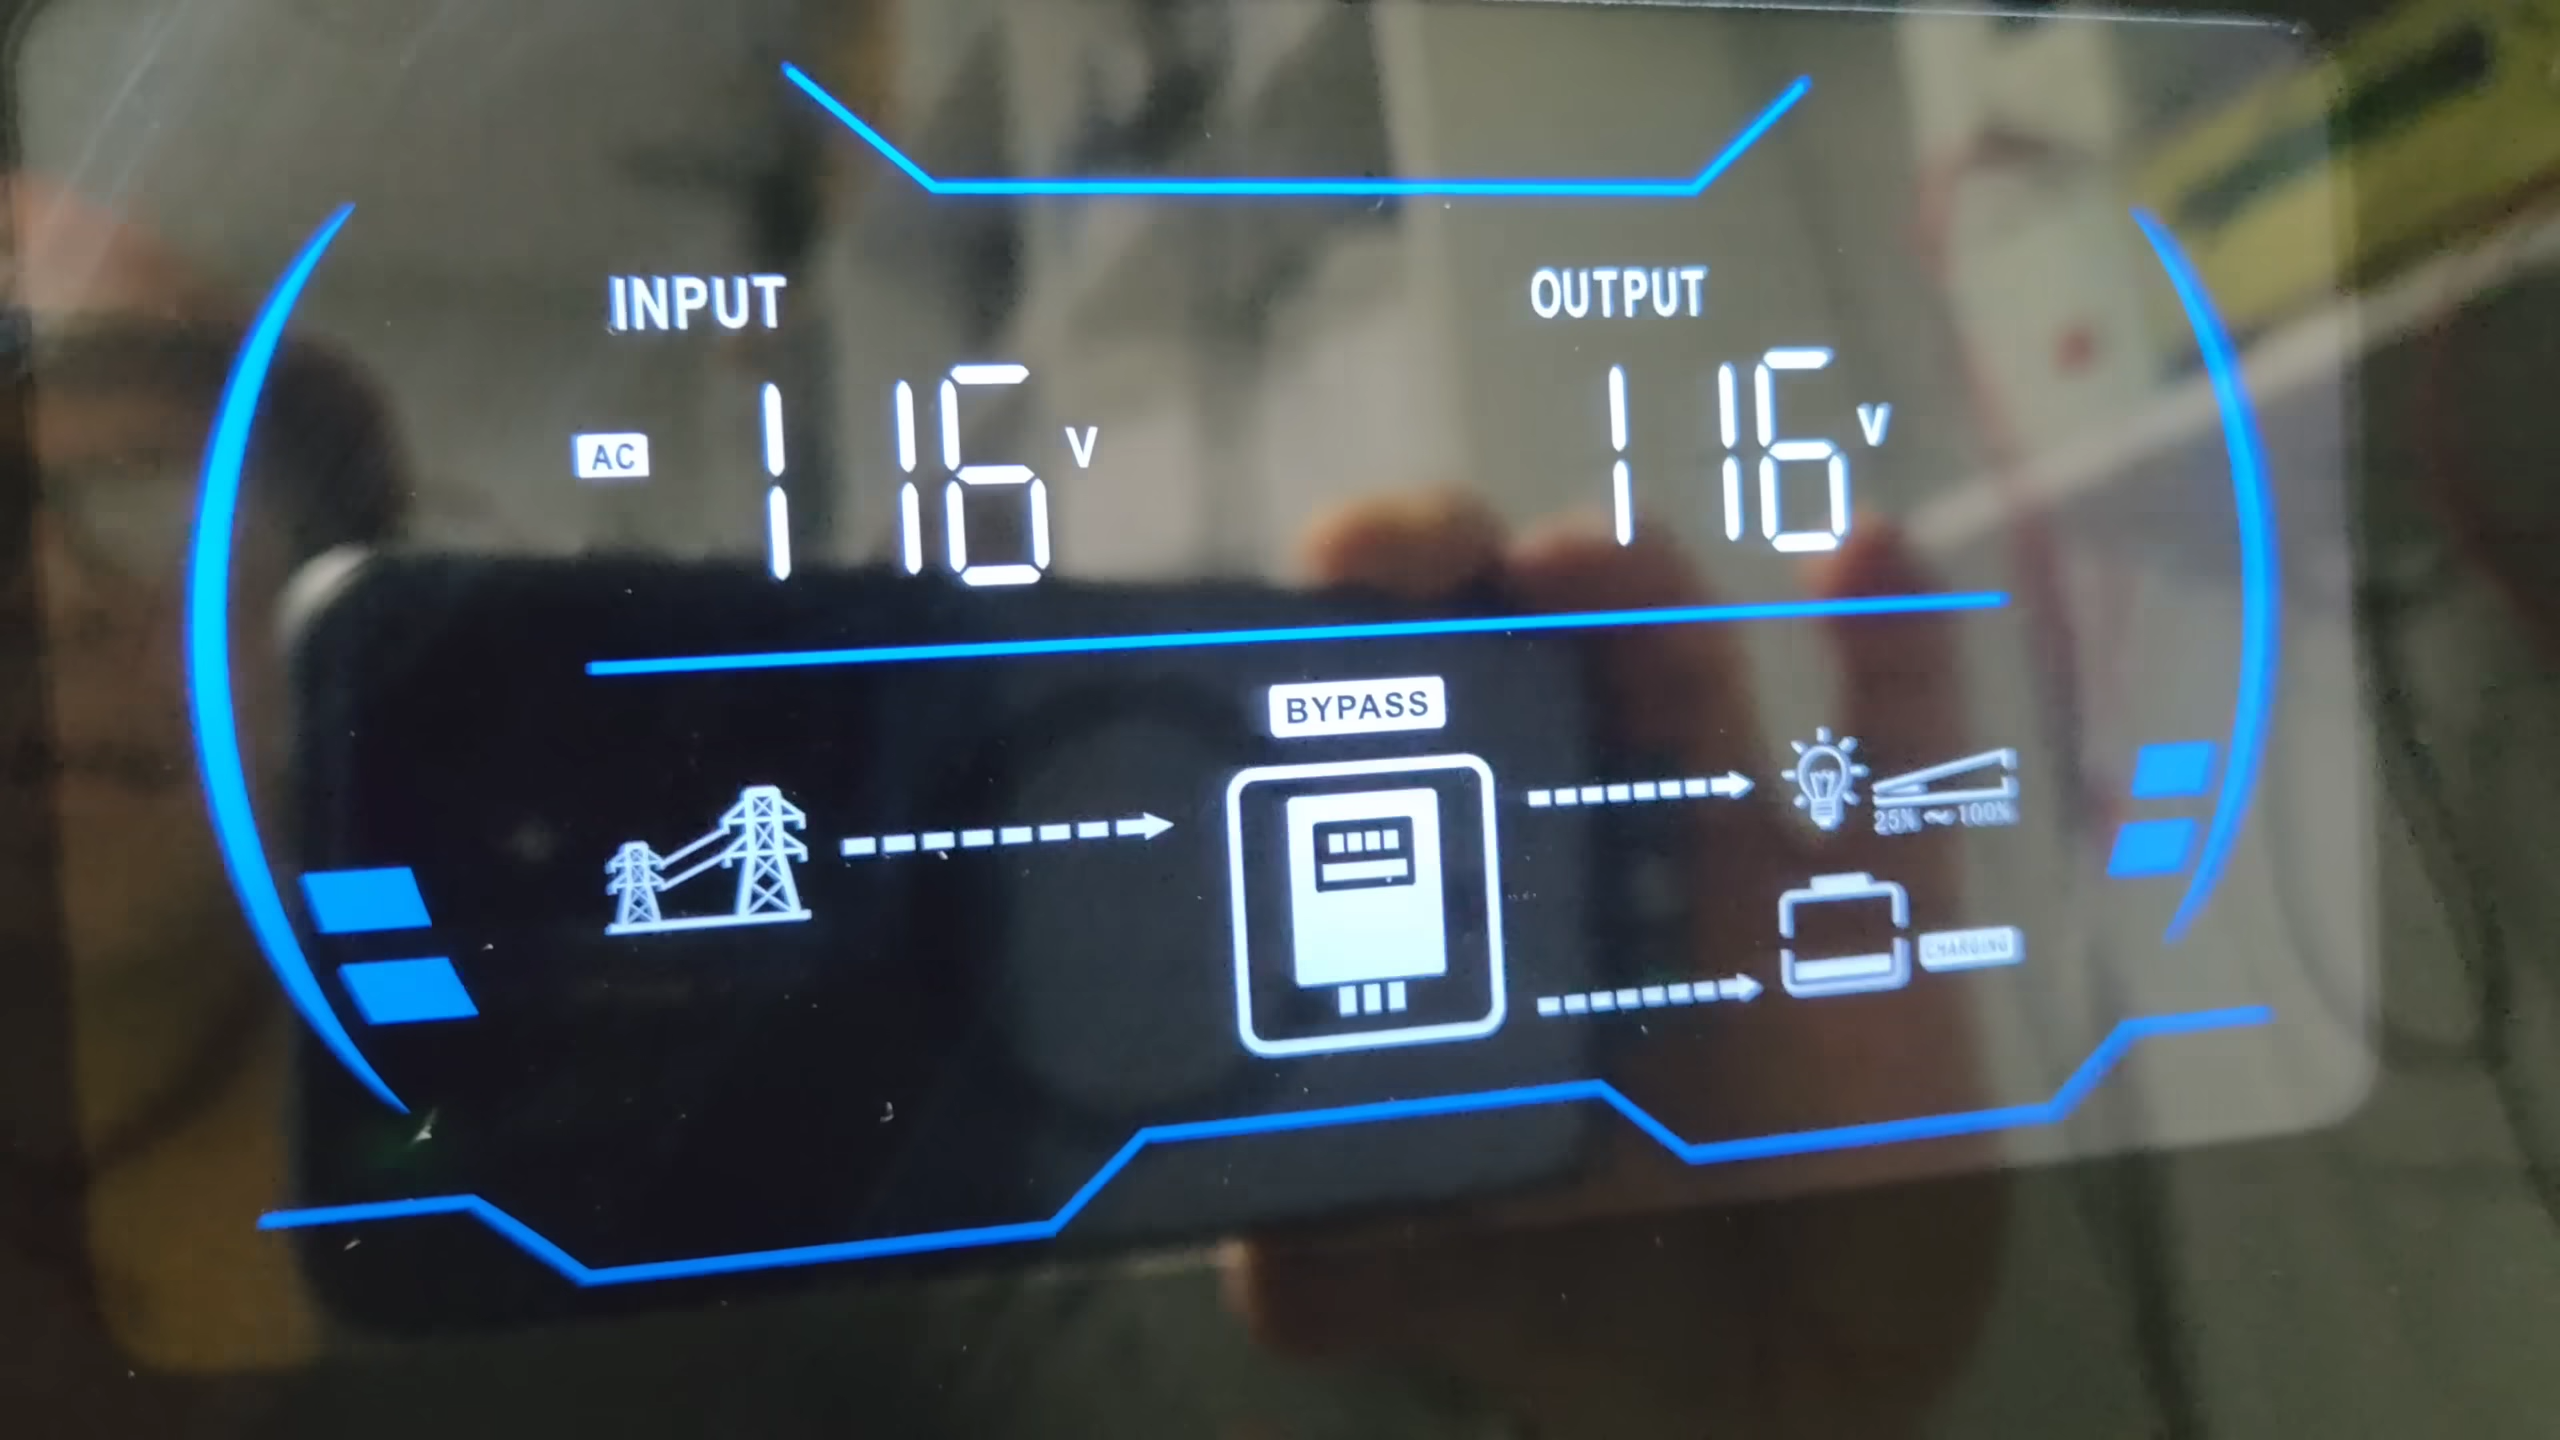 INPUT
OUTPUT
AC 116 V
116 V
BYPASS
25% ~ 100%
CHARGING